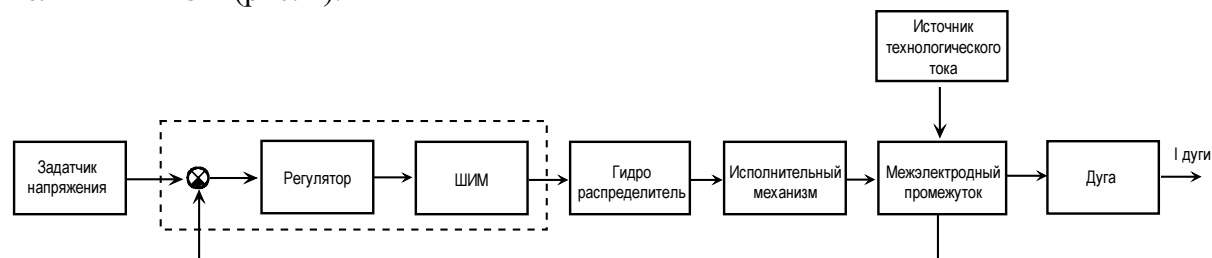 Источник
технологического
тока
Задатчик
напряжения
Регулятор
ШИМ
Гидро
распределитель
Исполнительный
механизм
Межэлектродный
промежуток
Дуга
I дуги